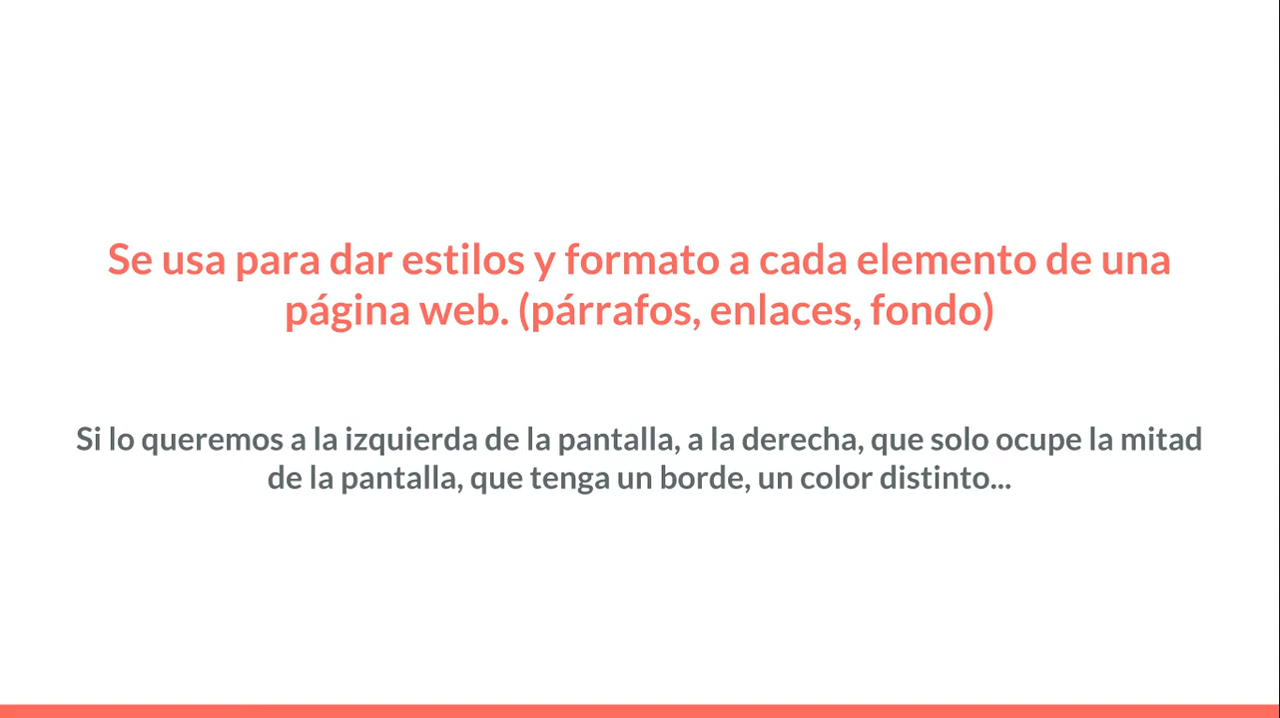 Se usa para dar estilos y formato a cada elemento de una
página web. (párrafos, enlaces, fondo)
Si lo queremos a la izquierda de la pantalla, a la derecha, que solo ocupe la mitad
de la pantalla, que tenga un borde, un color distinto...